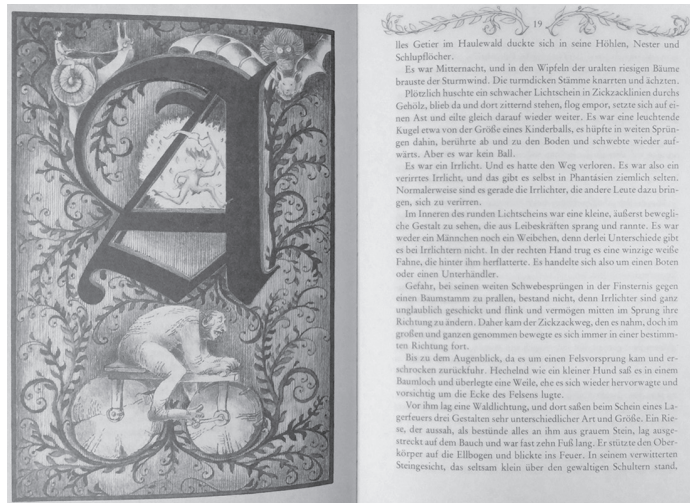 A
19
lles Getier im Haulewald duckte sich in seine Höhlen, Nester und
Schlupflöcher.
Es war Mitternacht, und in den Wipfeln der uralten riesigen Bäume
brauste der Sturmwind. Die turmdicken Stämme knarrten und ächzten.
Plötzlich huschte ein schwacher Lichtschein in Zickzacklinien durchs
Gehölz, blieb da und dort zitternd stehen, flog empor, setzte sich auf ei-
nen Ast und eilte gleich darauf wieder weiter. Es war eine leuchtende
Kugel etwa von der Größe eines Kinderballs, es hüpfte in weiten Sprün-
gen dahin, berührte ab und zu den Boden und schwebte wieder auf-
wärts. Aber es war kein Ball.
Es war ein Irrlicht. Und es hatte den Weg verloren. Es war also ein
verirrtes Irrlicht, und das gibt es selbst in Phantásien ziemlich selten.
Normalerweise sind es gerade die Irrlichter, die andere Leute dazu brin-
gen, sich zu verirren.
Im Inneren des runden Lichtscheins war eine kleine, äußerst bewegli-
che Gestalt zu sehen, die aus Leibeskräften sprang und rannte. Es war
weder ein Männchen noch ein Weibchen, denn derlei Unterschiede gibt
es bei Irrlichtern nicht. In der rechten Hand trug es eine winzige weiße
Fahne, die hinter ihm herflatterte. Es handelte sich also um einen Boten
oder einen Unterhändler.
Gefahr, bei seinen weiten Schwebesprüngen in der Finsternis gegen
einen Baumstamm zu prallen, bestand nicht, denn Irrlichter sind ganz
unglaublich geschickt und flink und vermögen mitten im Sprung ihre
Richtung zu ändern. Daher kam der Zickzackweg, den es nahm, doch im
großen und ganzen genommen bewegte es sich immer in einer bestimm-
ten Richtung fort.
Bis zu dem Augenblick, da es um einen Felsvorsprung kam und er-
schrocken zurückfuhr. Hechelnd wie ein kleiner Hund saß es in einem
Baumloch und überlegte eine Weile, ehe es sich wieder hervorwagte und
vorsichtig um die Ecke des Felsens lugte.
Vor ihm lag eine Waldlichtung, und dort saßen beim Schein eines La-
gerfeuers drei Gestalten sehr unterschiedlicher Art und Größe. Ein Rie-
se, der aussah, als bestünde alles an ihm aus grauem Stein, lag ausge-
streckt auf dem Bauch und war fast zehn Fuß lang. Er stützte den Ober-
körper auf die Ellbogen und blickte ins Feuer. In seinem verwitterten
Steingesicht, das seltsam klein über den gewaltigen Schultern stand,